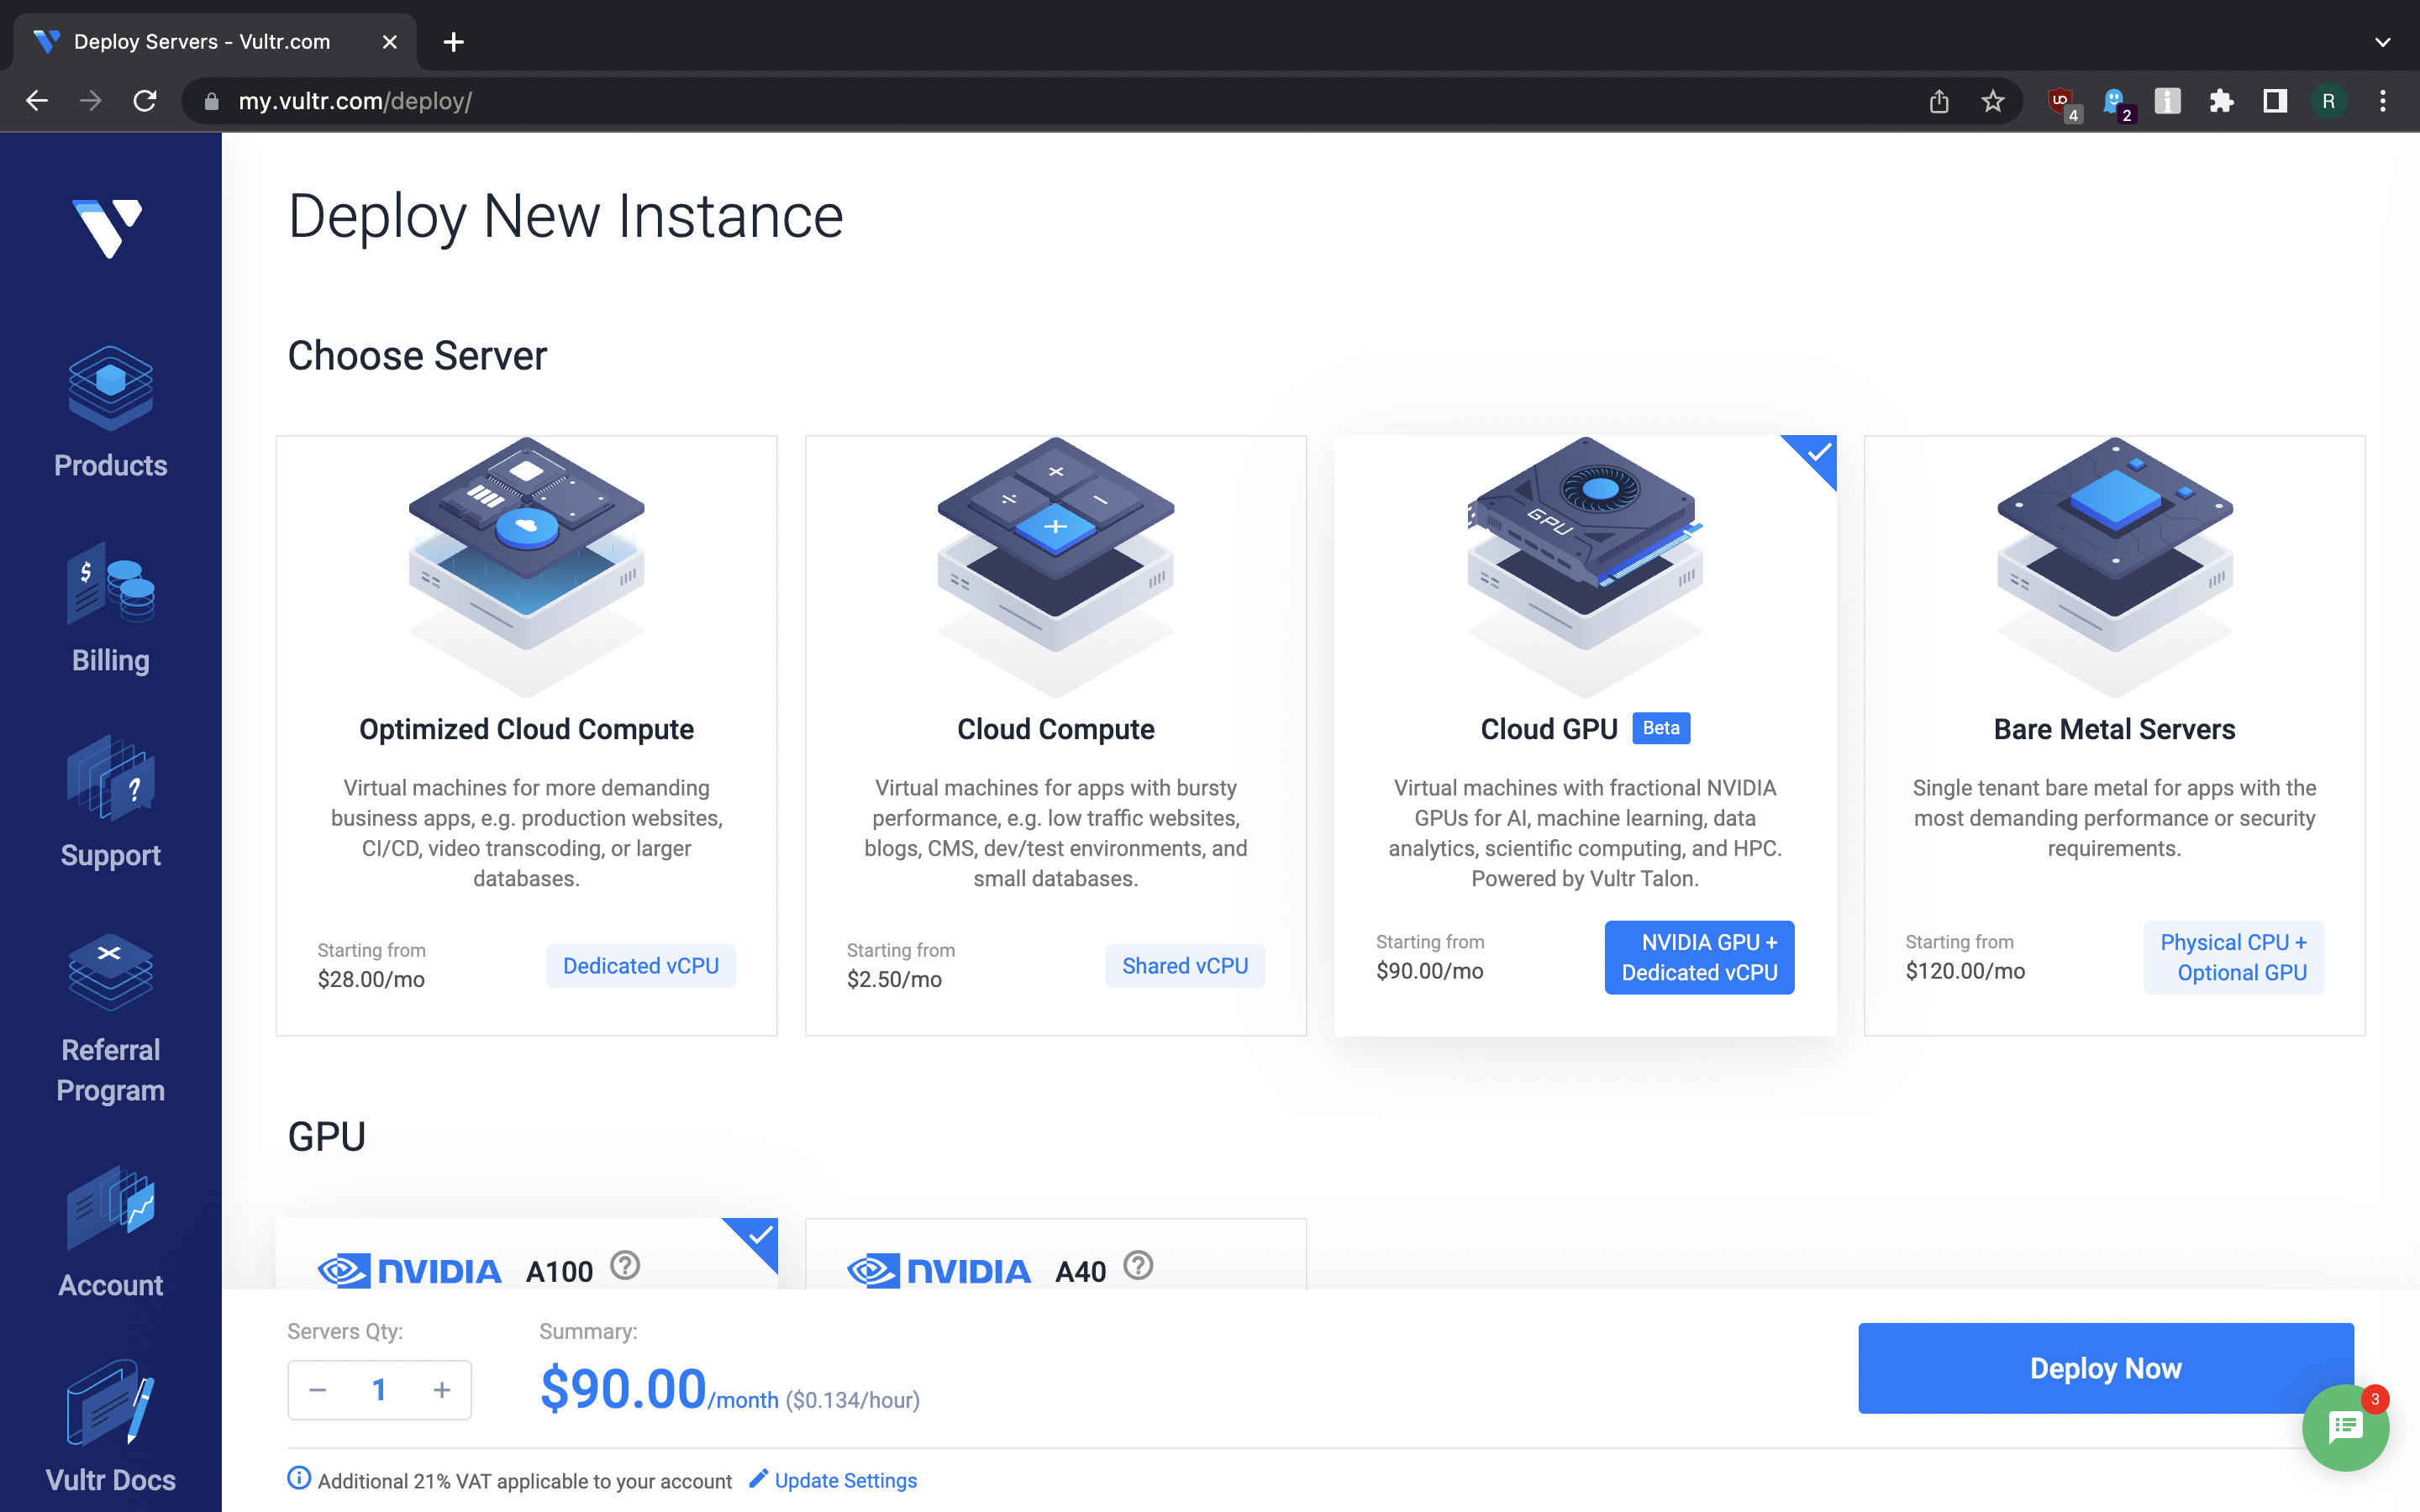 Deploy Servers - Vultr.com
my.vultr.com/deploy/
4
2
R
Products
$
Billing
?
Support
Referral
Program
Account
Vultr Docs
Deploy New Instance
Choose Server
Optimized Cloud Compute
Virtual machines for more demanding
business apps, e.g. production websites,
CI/CD, video transcoding, or larger
databases.
Starting from
$28.00/mo
Dedicated vCPU
Cloud Compute
Virtual machines for apps with bursty
performance, e.g. low traffic websites,
blogs, CMS, dev/test environments, and
small databases.
Starting from
$2.50/mo
Shared vCPU
GPU
Cloud GPU Beta
Virtual machines with fractional NVIDIA
GPUs for AI, machine learning, data
analytics, scientific computing, and HPC.
Powered by Vultr Talon.
Starting from
$90.00/mo
NVIDIA GPU +
Dedicated vCPU
Bare Metal Servers
Single tenant bare metal for apps with the
most demanding performance or security
requirements.
Starting from
$120.00/mo
Physical CPU +
Optional GPU
GPU
NVIDIA A100 ?
NVIDIA A40 ?
Servers Qty:
− 1 +
Summary:
$90.00/month ($0.134/hour)
Deploy Now
3
Additional 21% VAT applicable to your account Update Settings